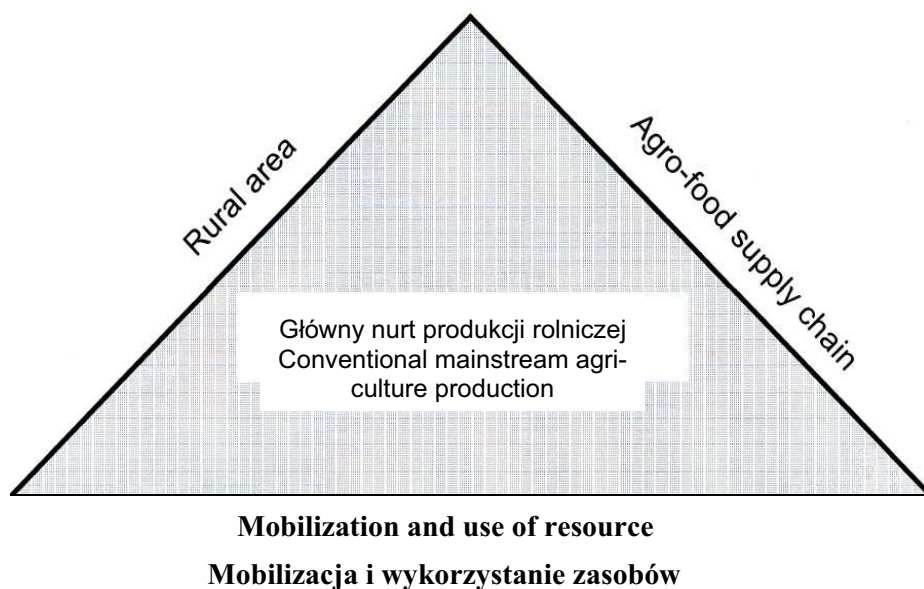 Rural area
Agro-food supply chain
Główny nurt produkcji rolniczej
Conventional mainstream agri-
culture production
Mobilization and use of resource
Mobilizacja i wykorzystanie zasobów